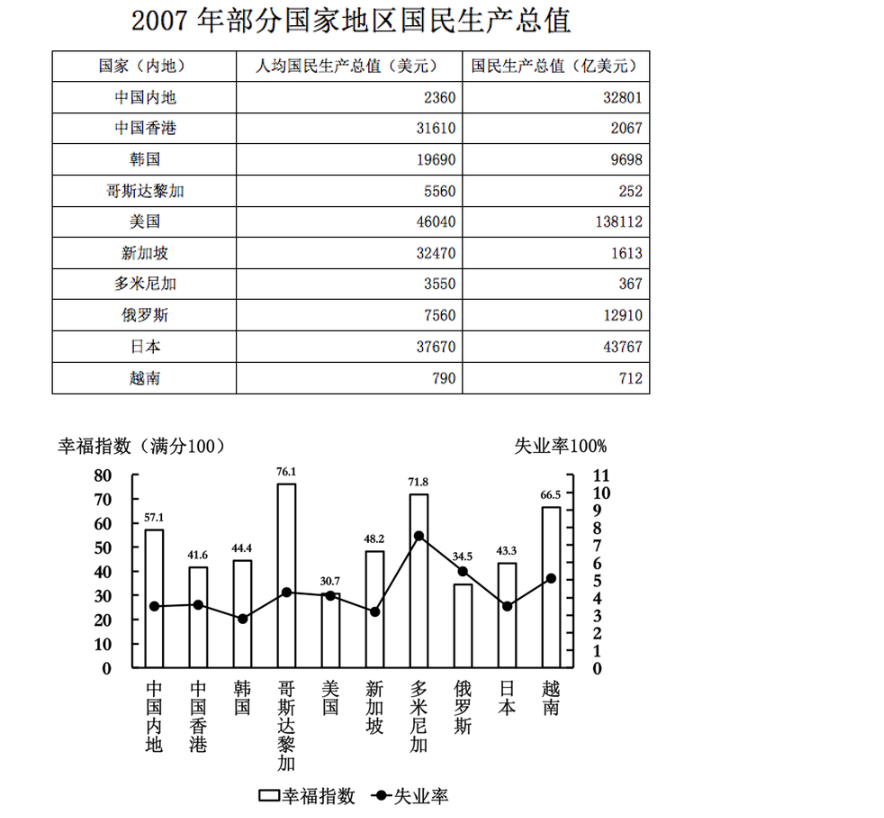 2007 年部分国家地区国民生产总值
国家（内地） 人均国民生产总值（美元） 国民生产总值（亿美元）
中国内地 2360 32801
中国香港 31610 2067
韩国 19690 9698
哥斯达黎加 5560 252
美国 46040 138112
新加坡 32470 1613
多米尼加 3550 367
俄罗斯 7560 12910
日本 37670 43767
越南 790 712
幸福指数（满分100） 失业率100%
80
70
60
50
40
30
20
10
0
57.1
41.6
44.4
76.1
30.7
48.2
71.8
34.5
43.3
66.5
11
10
9
8
7
6
5
4
3
2
1
0
中国内地
中国香港
韩国
哥斯达黎加
美国
新加坡
多米尼加
俄罗斯
日本
越南
幸福指数 失业率